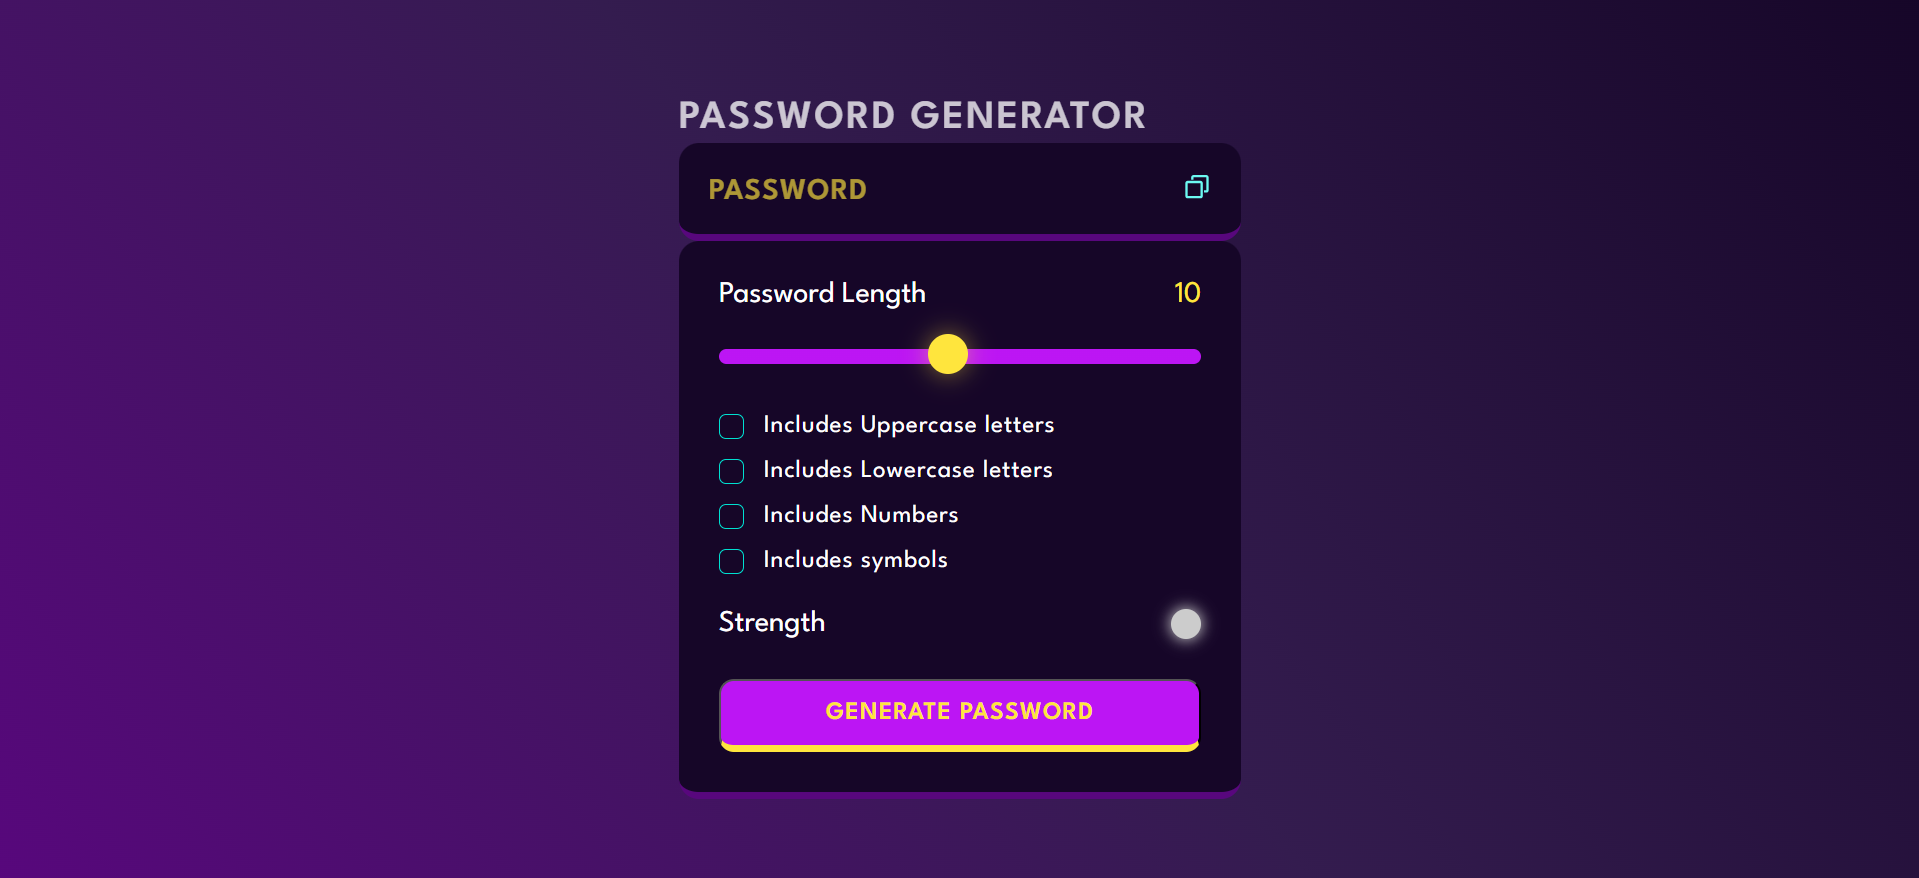 PASSWORD GENERATOR
PASSWORD
Password Length 10
Includes Uppercase letters
Includes Lowercase letters
Includes Numbers
Includes symbols
Strength
GENERATE PASSWORD